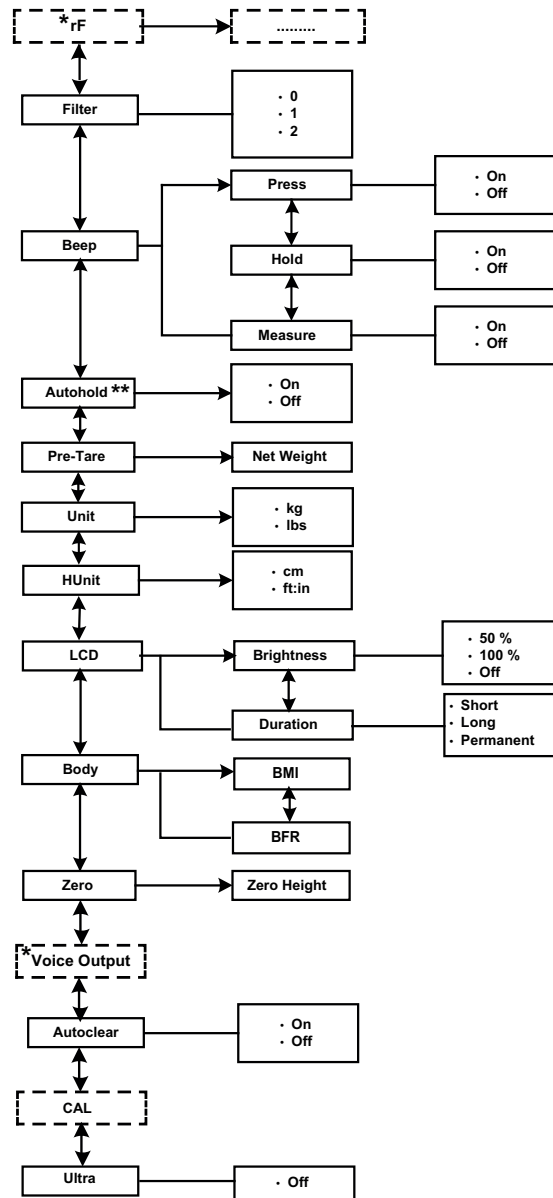 *rF
.........
Filter
· 0
· 1
· 2
Beep
Press
· On
· Off
Hold
· On
· Off
Measure
· On
· Off
Autohold **
· On
· Off
Pre-Tare
Net Weight
Unit
· kg
· lbs
HUnit
· cm
· ft:in
LCD
Brightness
· 50 %
· 100 %
· Off
Duration
· Short
· Long
· Permanent
Body
BMI
BFR
Zero
Zero Height
*Voice Output
Autoclear
· On
· Off
CAL
Ultra
· Off